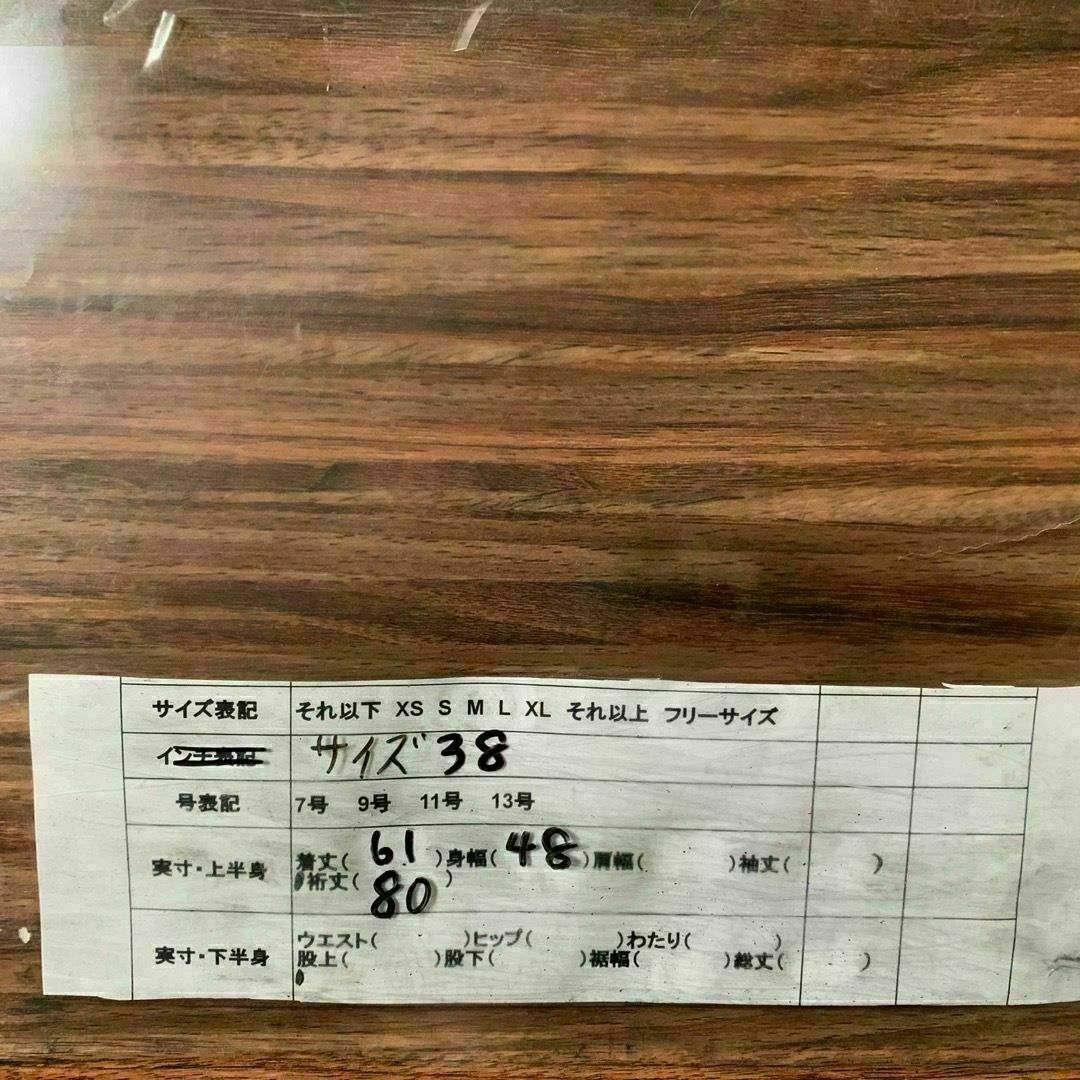 サイズ表記 それ以下 XS S M L XL それ以上 フリーサイズ
インチ表記 サイズ38
号表記 7号 9号 11号 13号
実寸・上半身 着丈( 61 )身幅( 48 )肩幅( )袖丈( )
裄丈( 80 )
実寸・下半身 ウエスト( )ヒップ( )わたり( )
股上( )股下( )裾幅( )総丈( )